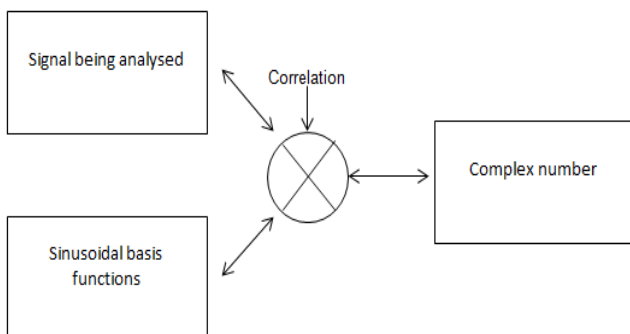 Signal being analysed
Correlation
Complex number
Sinusoidal basis
functions